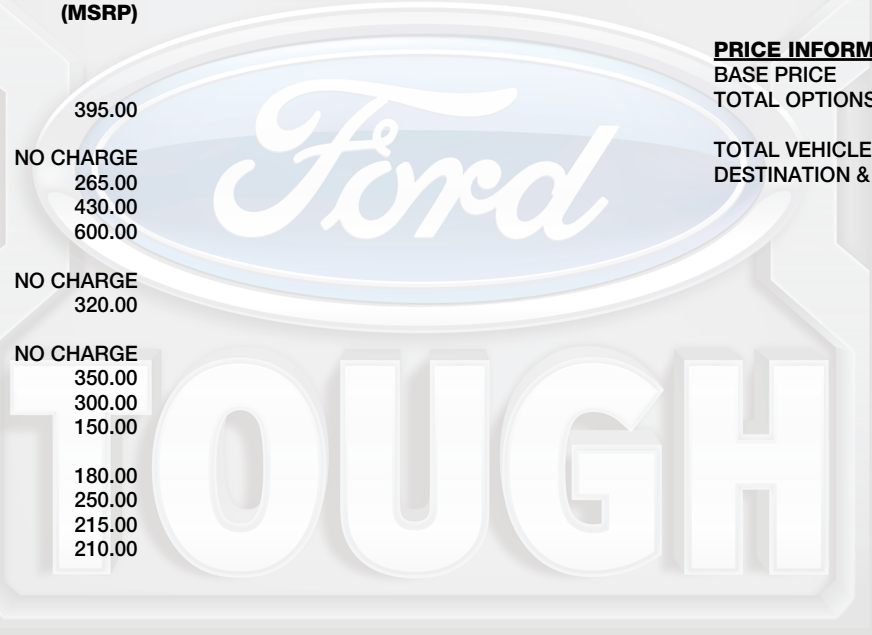 (MSRP)
395.00
NO CHARGE
265.00
430.00
600.00
NO CHARGE
320.00
NO CHARGE
350.00
300.00
150.00
180.00
250.00
215.00
210.00
PRICE INFORM
BASE PRICE
TOTAL OPTIONS
TOTAL VEHICLE
DESTINATION &
Ford
TOUGH